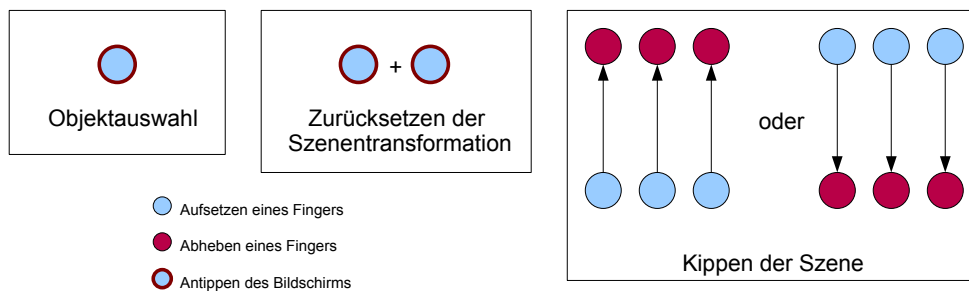 Objektauswahl
+
Zurücksetzen der
Szenentransformation
oder
Kippen der Szene
Aufsetzen eines Fingers
Abheben eines Fingers
Antippen des Bildschirms